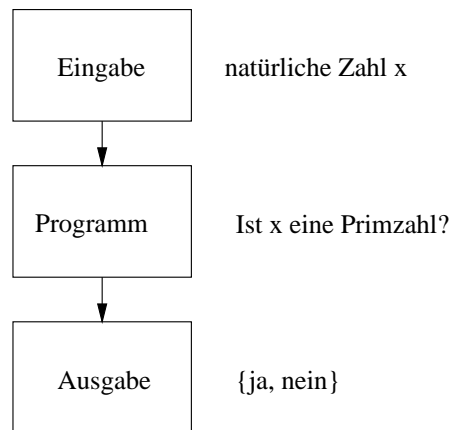 Eingabe natürliche Zahl x
Programm Ist x eine Primzahl?
Ausgabe {ja, nein}